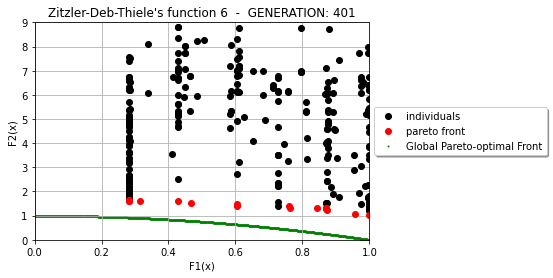 Zitzler-Deb-Thiele's function 6 - GENERATION: 401
9
8
7
6
5
4
3
2
1
0
F2(x)
0.0 0.2 0.4 0.6 0.8 1.0
F1(x)
individuals
pareto front
Global Pareto-optimal Front